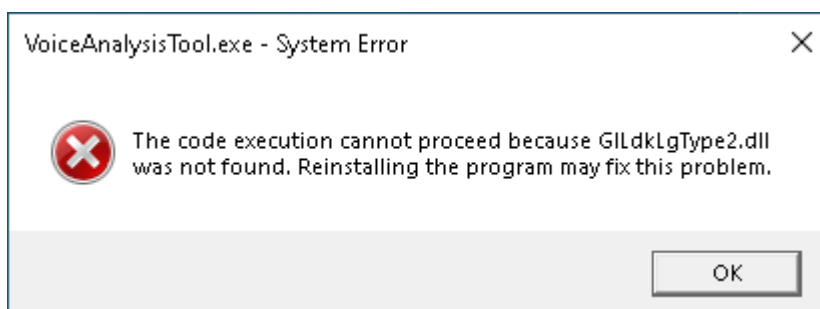 VoiceAnalysisTool.exe - System Error
The code execution cannot proceed because GlLdkLgType2.dll
was not found. Reinstalling the program may fix this problem.
OK